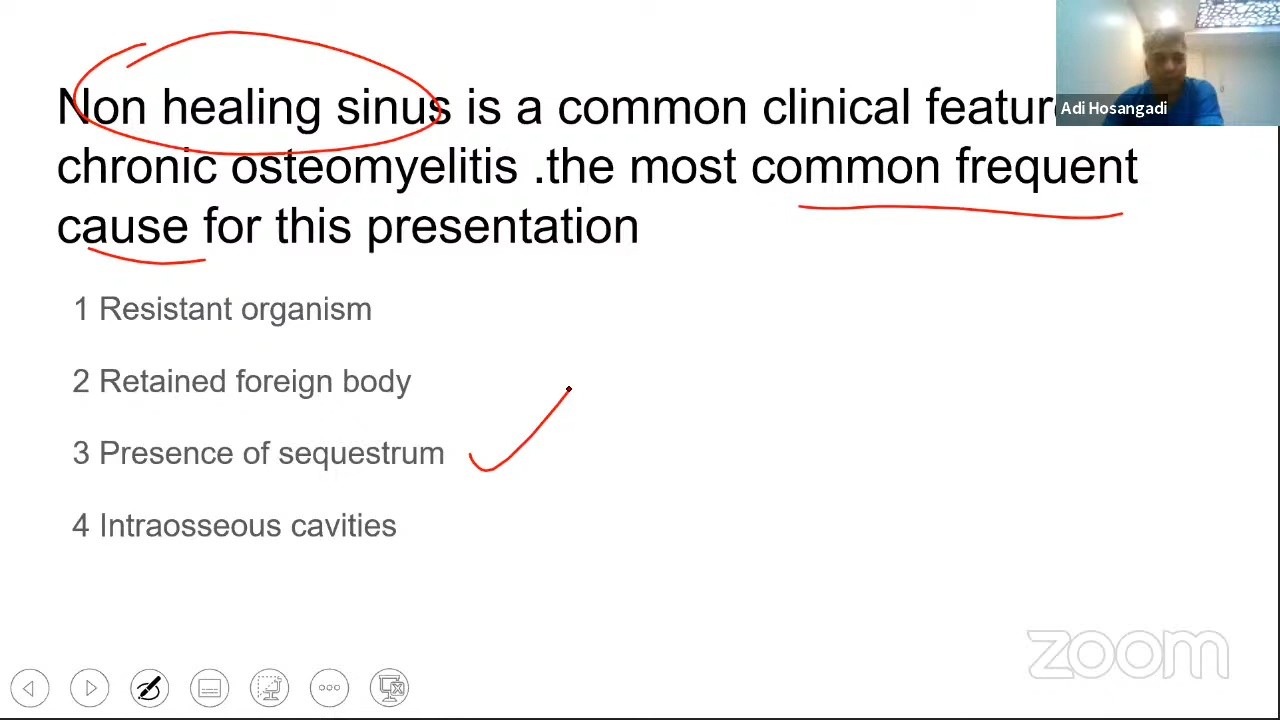 Non healing sinus is a common clinical feature
chronic osteomyelitis .the most common frequent
cause for this presentation
1 Resistant organism
2 Retained foreign body
3 Presence of sequestrum
4 Intraosseous cavities
Adi Hosangadi
zoom